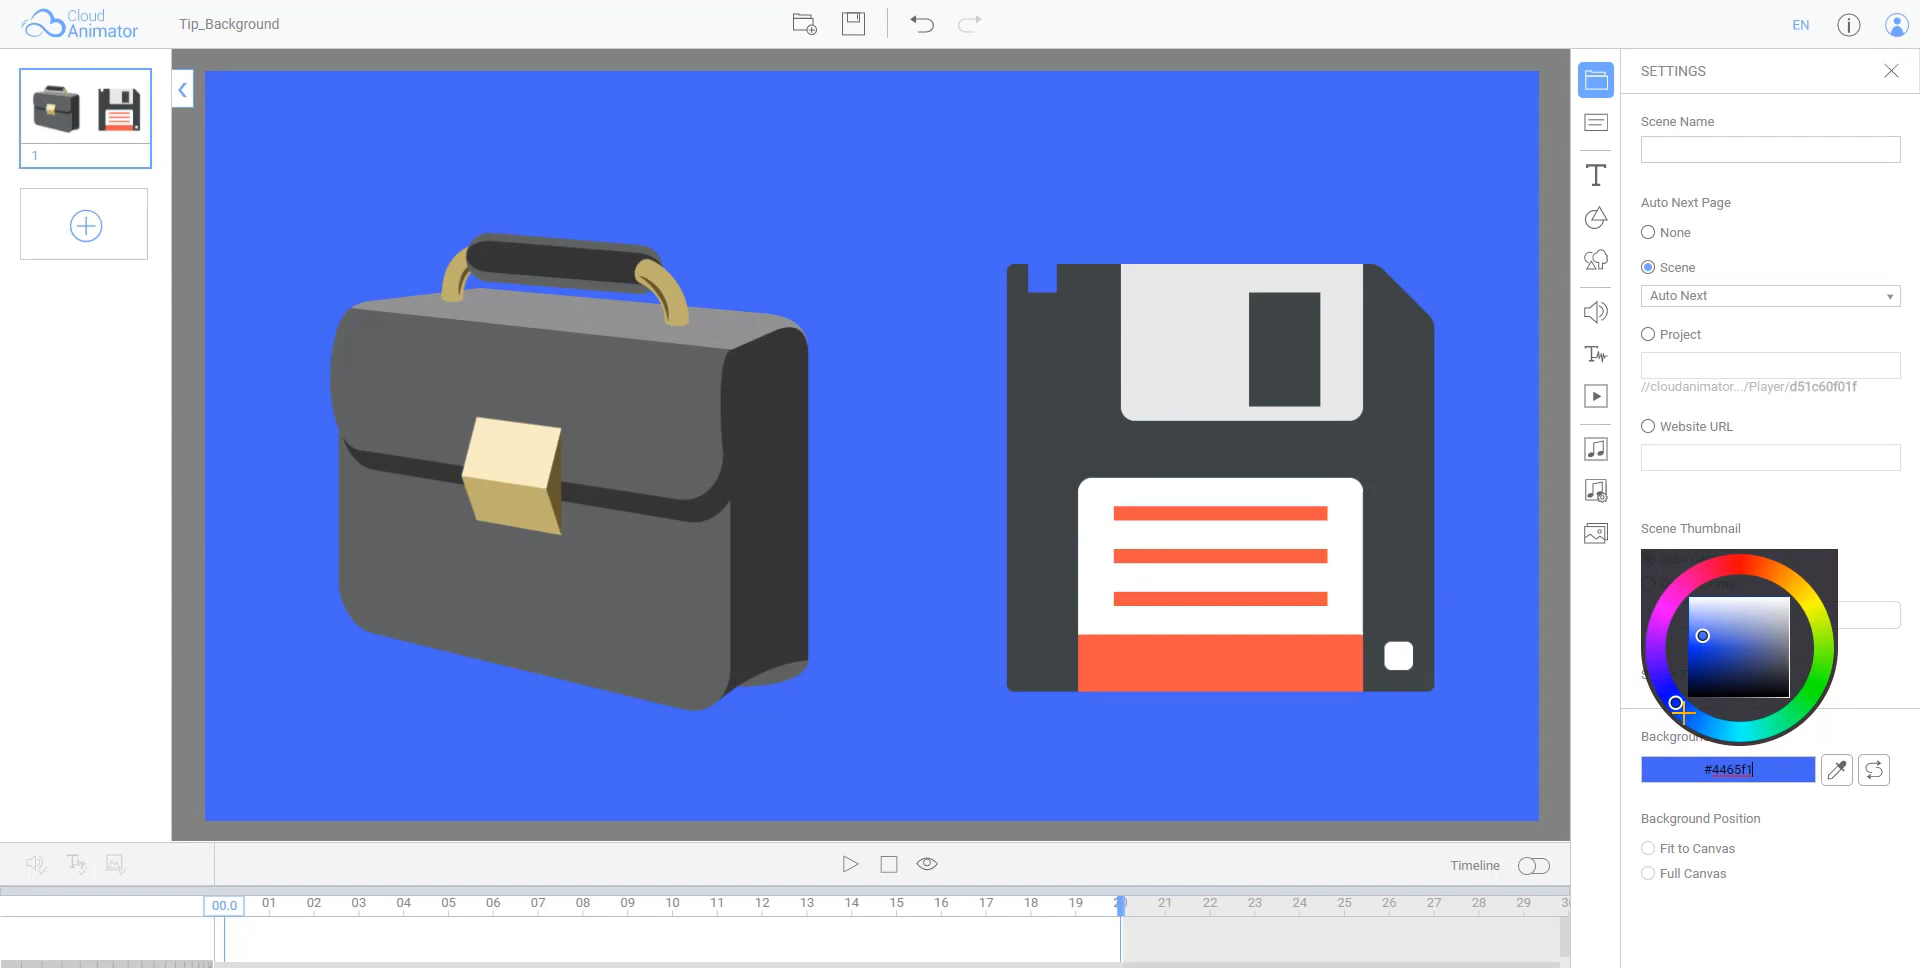 Cloud
Animator
Tip_Background
EN
SETTINGS
1
Scene Name
Auto Next Page
None
Scene
Auto Next
Project
//cloudanimator.../Player/d51c60f01f
Website URL
Scene Thumbnail
Background
#4465f1
Background Position
Fit to Canvas
Full Canvas
Timeline
00.0 01 02 03 04 05 06 07 08 09 10 11 12 13 14 15 16 17 18 19 20 21 22 23 24 25 26 27 28 29